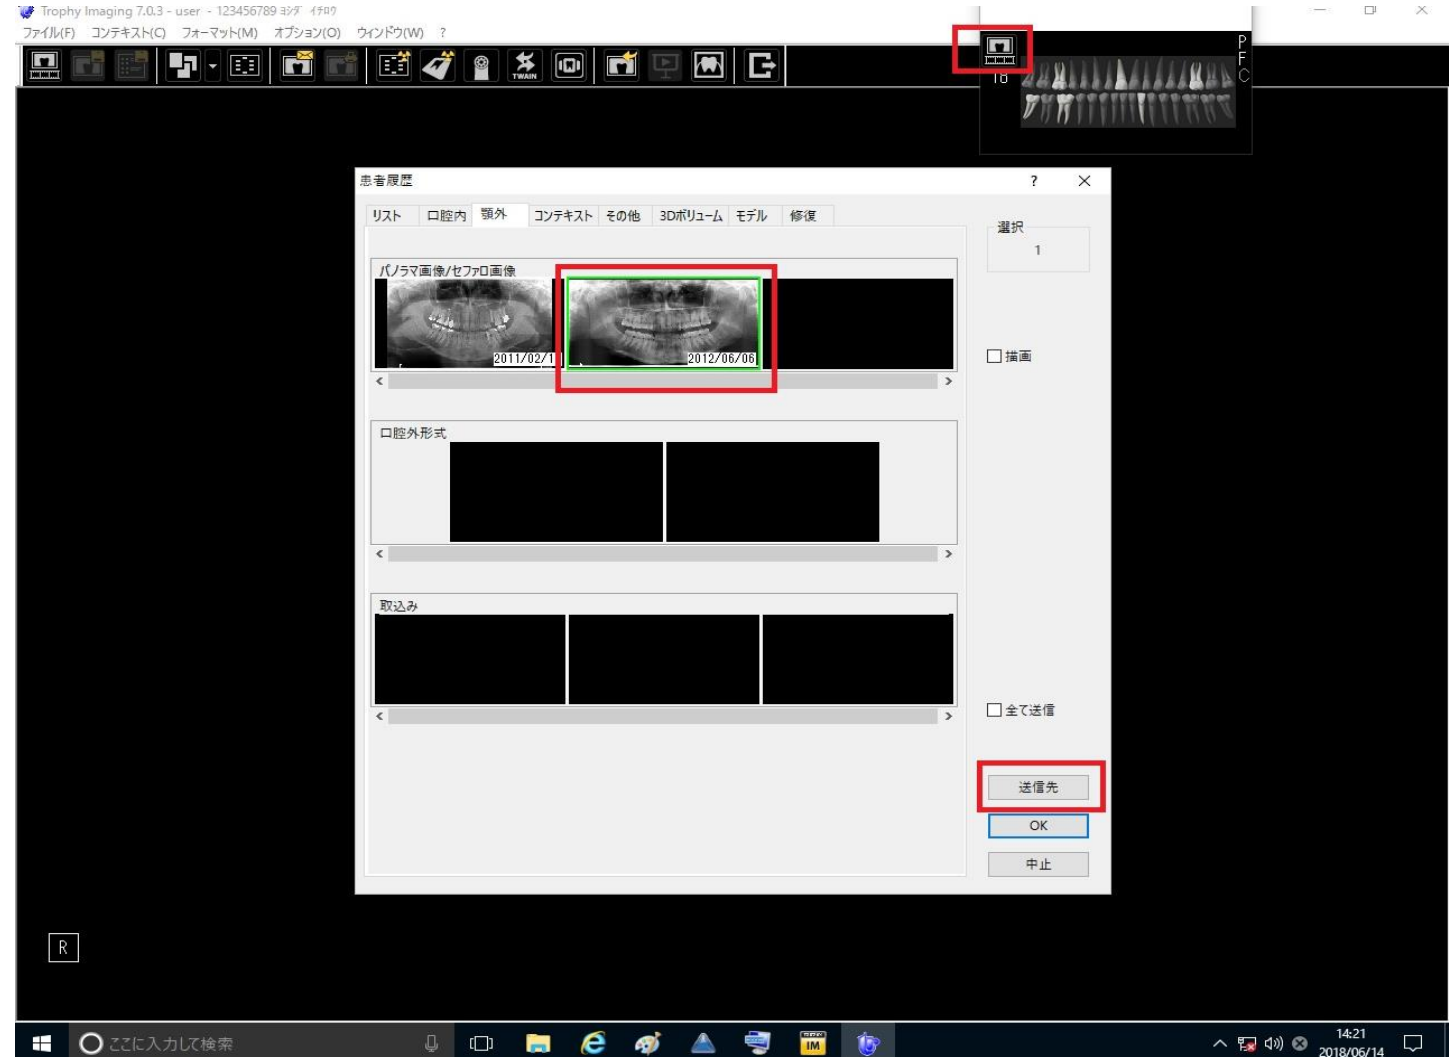 Trophy Imaging 7.0.3 - user - 123456789 ﾖｼﾀﾞ ｲﾁﾛｳ
ファイル(F) コンテキスト(C) フォーマット(M) オプション(O) ウィンドウ(W) ?
TWAIN
18
P
F
C
患者履歴
リスト 口腔内 顎外 コンテキスト その他 3Dボリューム モデル 修復
選択
1
パノラマ画像/セファロ画像
2011/02/1
2012/06/06
描画
口腔外形式
取込み
全て送信
送信先
OK
中止
R
ここに入力して検索
IM
14:21
2018/06/14